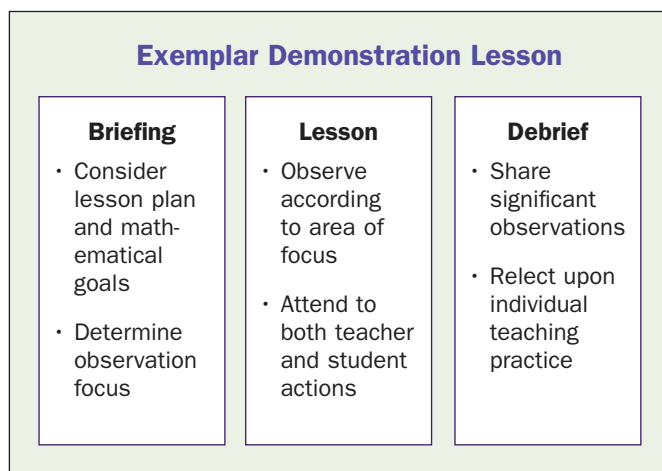 Exemplar Demonstration Lesson
Briefing
· Consider
lesson plan
and math-
ematical
goals
· Determine
observation
focus
Lesson
· Observe
according
to area of
focus
· Attend to
both teacher
and student
actions
Debrief
· Share
significant
observations
· Relect upon
individual
teaching
practice